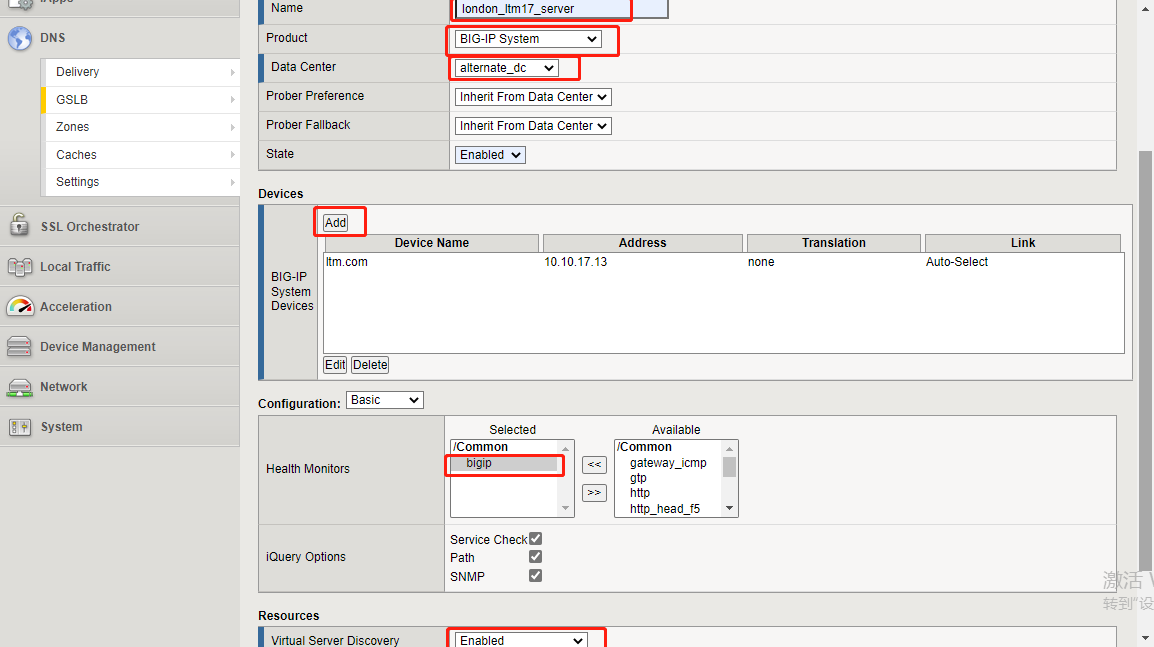 iApps
DNS
Delivery
GSLB
Zones
Caches
Settings
SSL Orchestrator
Local Traffic
Acceleration
Device Management
Network
System
Name london_ltm17_server
Product BIG-IP System
Data Center alternate_dc
Prober Preference Inherit From Data Center
Prober Fallback Inherit From Data Center
State Enabled
Devices
Add
Device Name Address Translation Link
ltm.com 10.10.17.13 none Auto-Select
BIG-IP
System
Devices
Edit Delete
Configuration: Basic
Health Monitors
Selected
/Common
bigip
<<
>>
Available
/Common
gateway_icmp
gtp
http
http_head_f5
iQuery Options
Service Check
Path
SNMP
Resources
Virtual Server Discovery Enabled
激活
转到"设